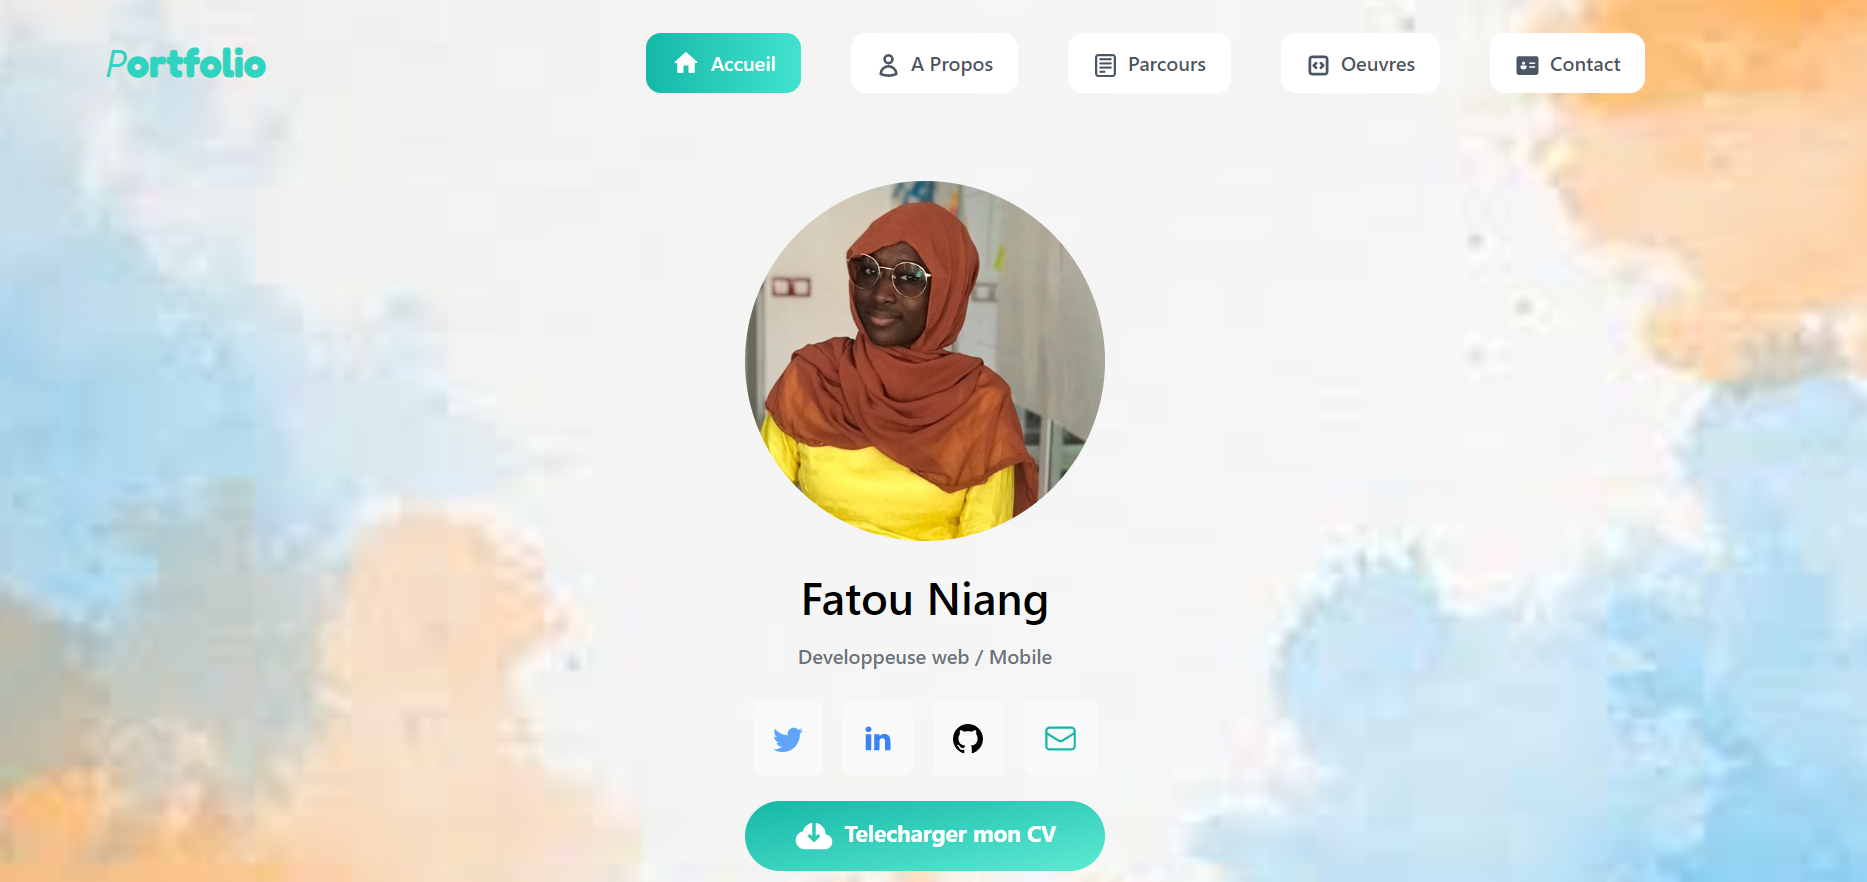 Portfolio
Accueil
A Propos
Parcours
Oeuvres
Contact
Fatou Niang
Developpeuse web / Mobile
in
Telecharger mon CV